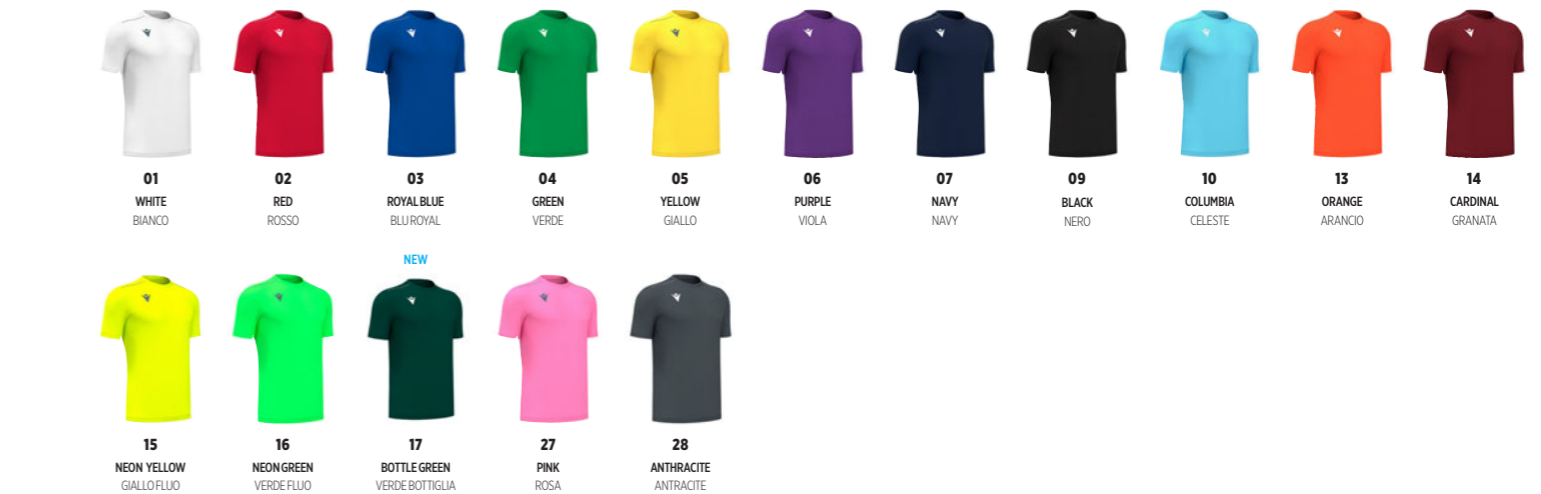 01 02 03 04 05 06 07 09 10 13 14
WHITE RED ROYAL BLUE GREEN YELLOW PURPLE NAVY BLACK COLUMBIA ORANGE CARDINAL
BIANCO ROSSO BLU ROYAL VERDE GIALLO VIOLA NAVY NERO CELESTE ARANCIO GRANATA
NEW
15 16 17 27 28
NEON YELLOW NEON GREEN BOTTLE GREEN PINK ANTHRACITE
GIALLO FLUO VERDE FLUO VERDE BOTTIGLIA ROSA ANTRACITE